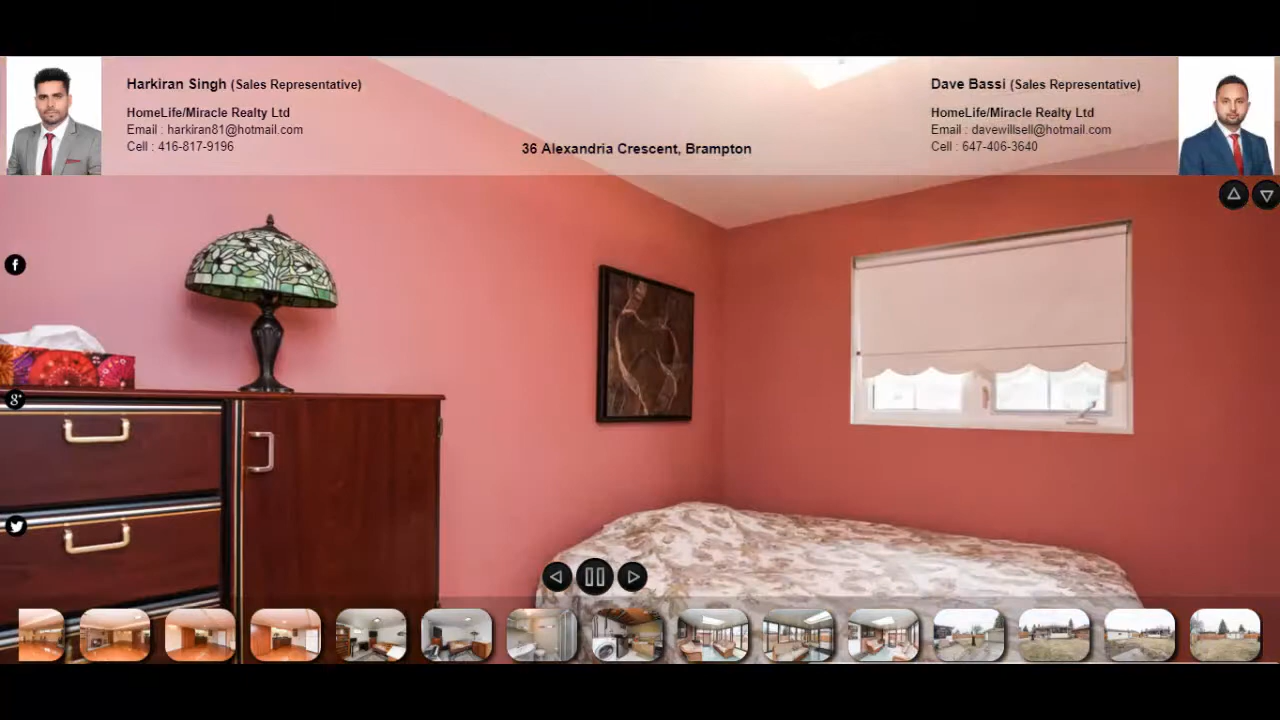 Harkiran Singh (Sales Representative)
HomeLife/Miracle Realty Ltd
Email : harkiran81@hotmail.com
Cell : 416-817-9196
36 Alexandria Crescent, Brampton
Dave Bassi (Sales Representative)
HomeLife/Miracle Realty Ltd
Email : davewillsell@hotmail.com
Cell : 647-406-3640